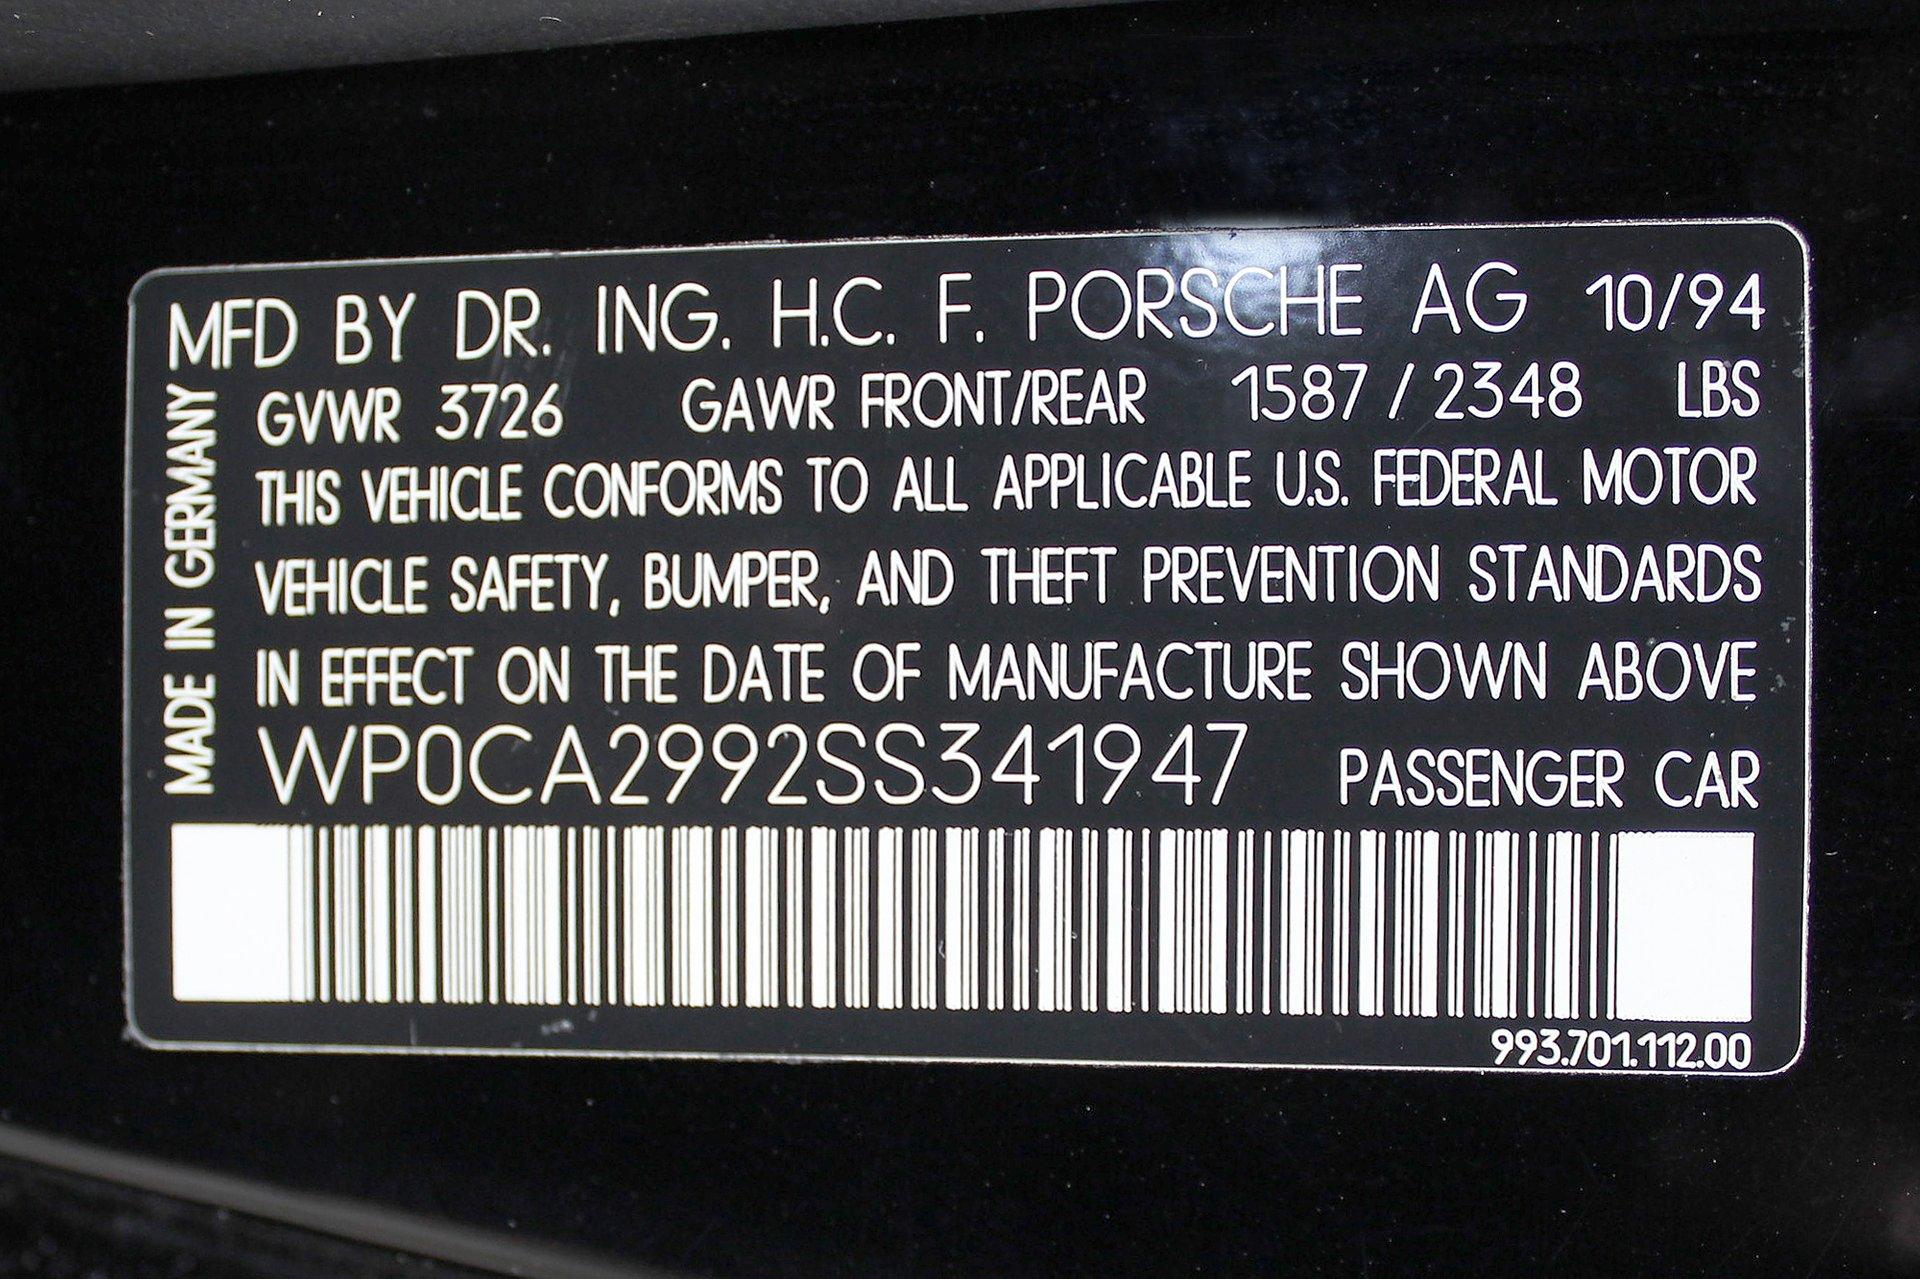 MFD BY DR. ING. H.C. F. PORSCHE AG 10/94
GVWR 3726 GAWR FRONT/REAR 1587 / 2348 LBS
THIS VEHICLE CONFORMS TO ALL APPLICABLE U.S. FEDERAL MOTOR
VEHICLE SAFETY, BUMPER, AND THEFT PREVENTION STANDARDS
IN EFFECT ON THE DATE OF MANUFACTURE SHOWN ABOVE
WP0CA2992SS341947 PASSENGER CAR
MADE IN GERMANY
993.701.112.00